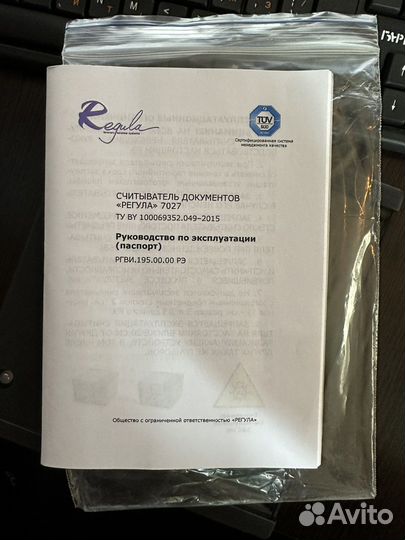 Regula
TÜV
SÜD
Сертифицированная система
менеджмента качества
СЧИТЫВАТЕЛЬ ДОКУМЕНТОВ
«РЕГУЛА» 7027
ТУ BY 100069352.049–2015
Руководство по эксплуатации
(паспорт)
РГВИ.195.00.00 РЭ
Общество с ограниченной ответственностью «РЕГУЛА»
Avito